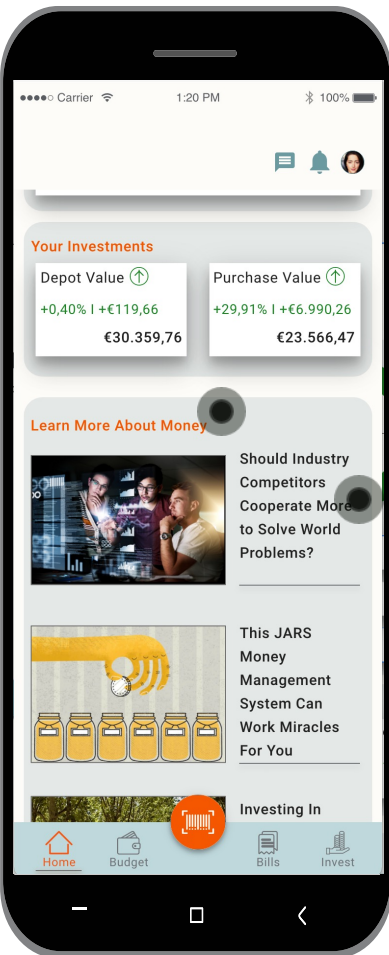 Carrier 1:20 PM 100%
Your Investments
Depot Value
+0,40% I +€119,66
€30.359,76
Purchase Value
+29,91% I +€6.990,26
€23.566,47
Learn More About Money
Should Industry
Competitors
Cooperate More
to Solve World
Problems?
This JARS
Money
Management
System Can
Work Miracles
For You
Investing In
Home
Budget
Bills
Invest